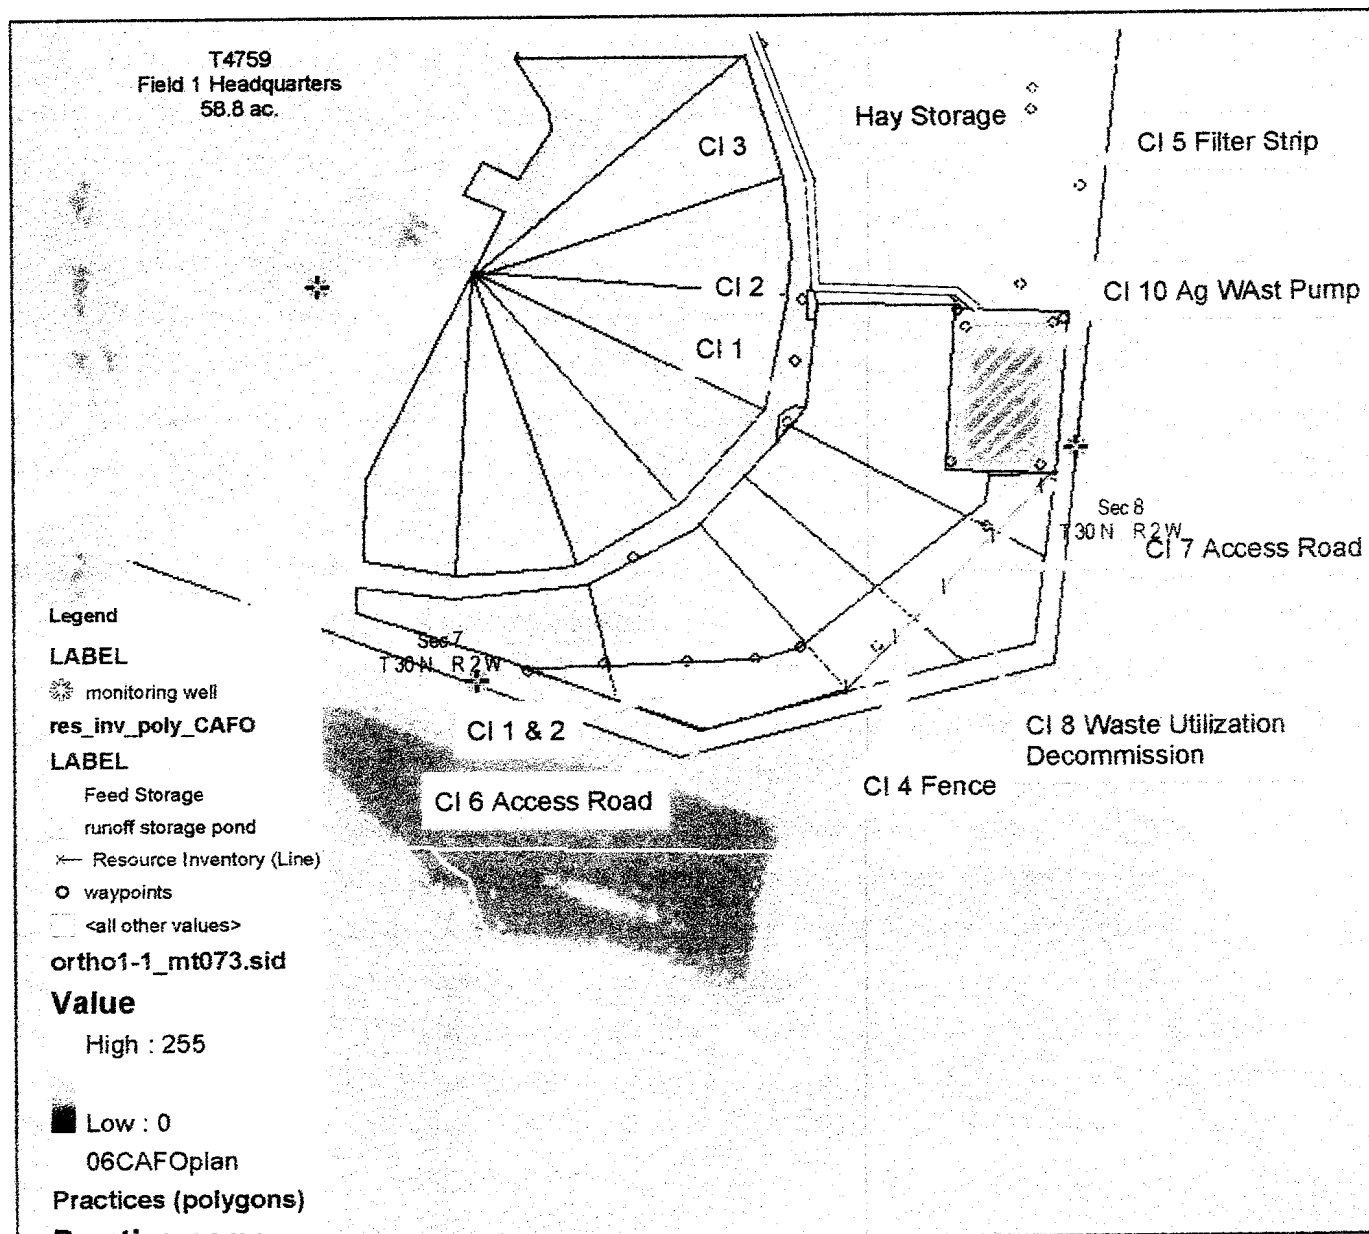 T4759
Field 1 Headquarters
58.8 ac.
Hay Storage
CI 3
CI 5 Filter Strip
CI 2
CI 10 Ag WAst Pump
CI 1
Sec 8
T 30 N R 2 W
CI 7 Access Road
Sec 7
T 30 N R 2 W
CI 1 & 2
CI 8 Waste Utilization
Decommission
CI 4 Fence
CI 6 Access Road
Legend
LABEL
monitoring well
res_inv_poly_CAFO
LABEL
Feed Storage
runoff storage pond
Resource Inventory (Line)
waypoints
<all other values>
ortho1-1_mt073.sid
Value
High : 255
Low : 0
06CAFOplan
Practices (polygons)